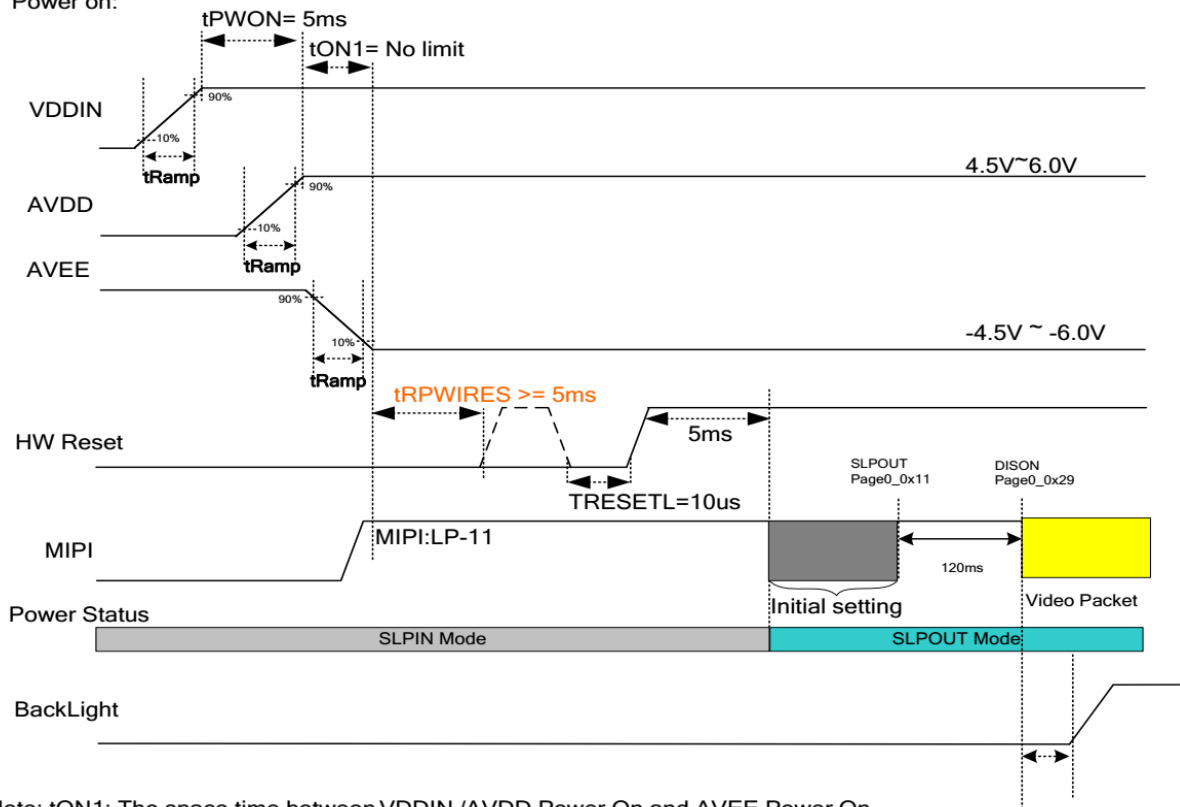 Power on:
tPWON= 5ms
tON1= No limit
VDDIN
90%
10%
tRamp
4.5V~6.0V
AVDD
90%
10%
tRamp
AVEE
90%
10%
-4.5V ~ -6.0V
tRamp
tRPWIRES >= 5ms
HW Reset
5ms
SLPOUT
Page0_0x11
DISON
Page0_0x29
TRESETL=10us
MIPI
MIPI:LP-11
120ms
Initial setting
Video Packet
Power Status
SLPIN Mode
SLPOUT Mode
BackLight
Note: tON1: The space time between VDDIN /AVDD Power On and AVEE Power On